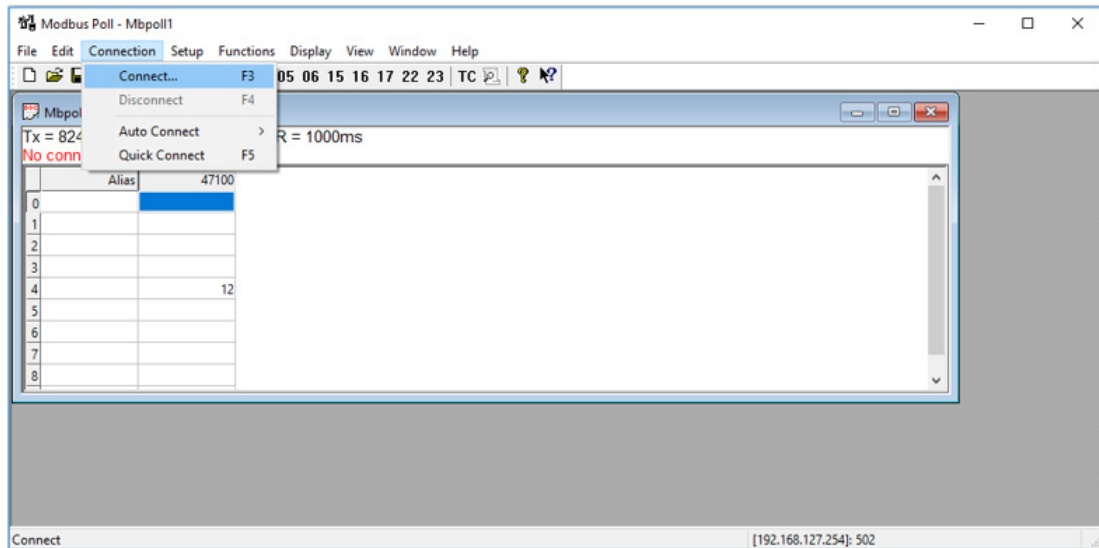 Modbus Poll - Mbpoll1
File Edit Connection Setup Functions Display View Window Help
05 06 15 16 17 22 23 TC
Connect... F3
Disconnect F4
Auto Connect >
Quick Connect F5
Tx = 824 R = 1000ms
No conn
Alias 47100
0
1
2
3
4 12
5
6
7
8
Connect [192.168.127.254]: 502